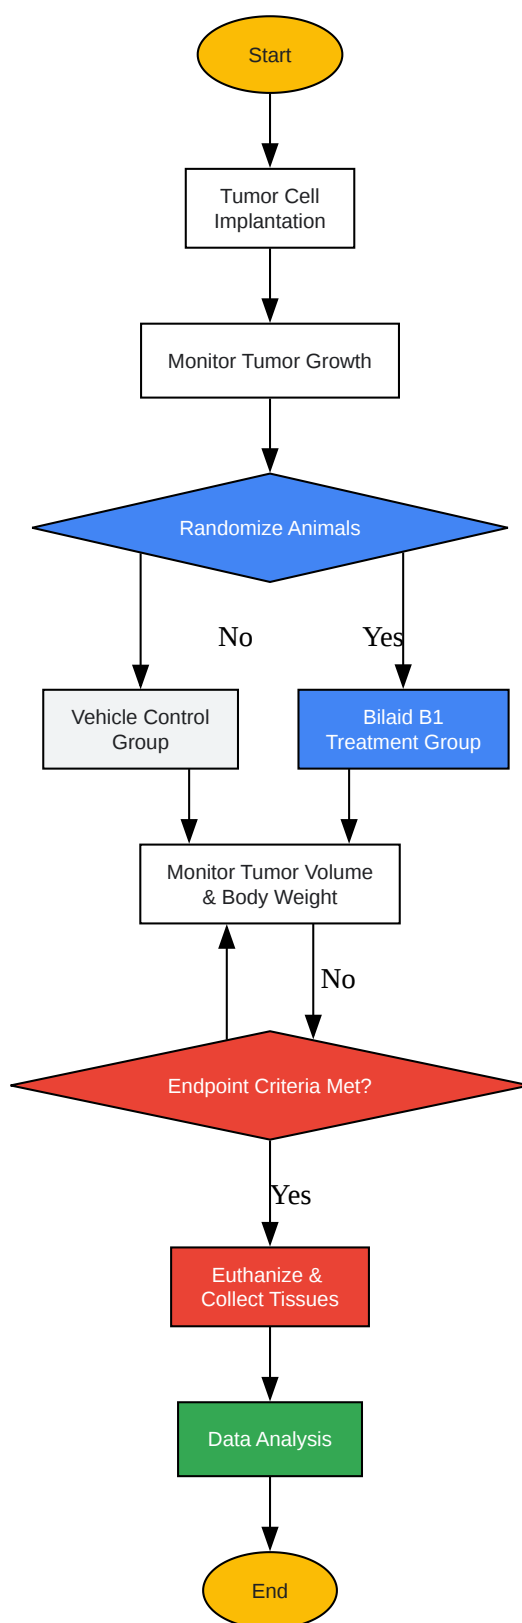 Start
Tumor Cell
Implantation
Monitor Tumor Growth
Randomize Animals
No
Yes
Vehicle Control
Group
Bilaid B1
Treatment Group
Monitor Tumor Volume
& Body Weight
No
Endpoint Criteria Met?
Yes
Euthanize &
Collect Tissues
Data Analysis
End